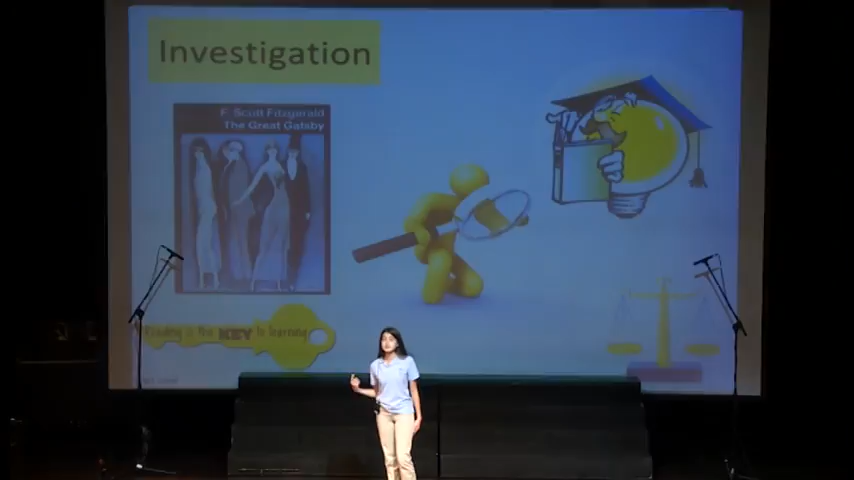 Investigation
F. Scott Fitzgerald
The Great Gatsby
Reading is the KEY to learning